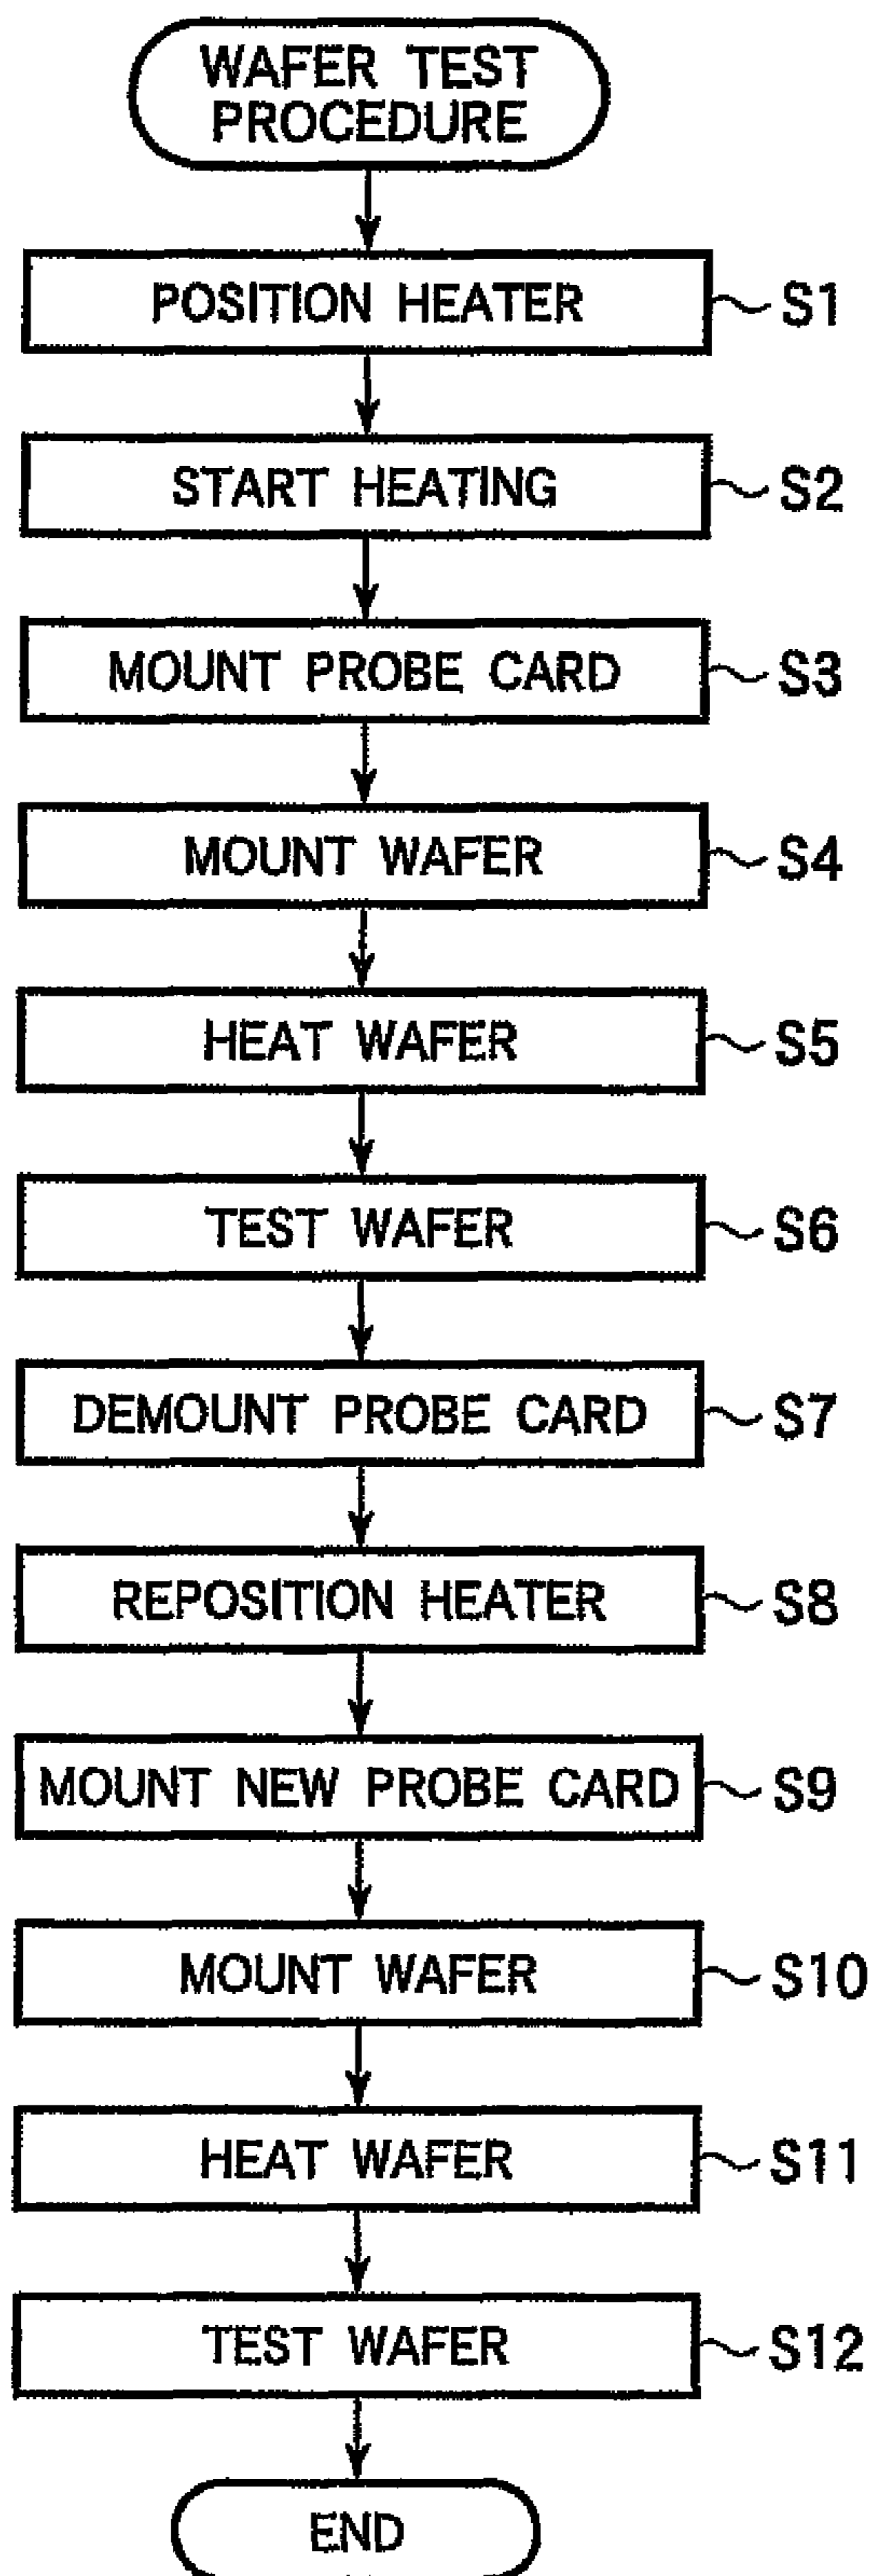 WAFER TEST
PROCEDURE
POSITION HEATER S1
START HEATING S2
MOUNT PROBE CARD S3
MOUNT WAFER S4
HEAT WAFER S5
TEST WAFER S6
DEMOUNT PROBE CARD S7
REPOSITION HEATER S8
MOUNT NEW PROBE CARD S9
MOUNT WAFER S10
HEAT WAFER S11
TEST WAFER S12
END